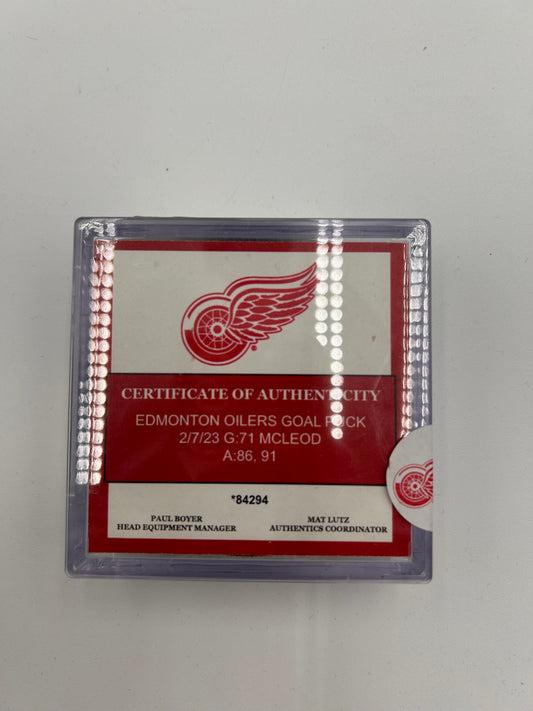 CERTIFICATE OF AUTHENTICITY
EDMONTON OILERS GOAL PUCK
2/7/23 G:71 MCLEOD
A:86, 91
*84294
PAUL BOYER
HEAD EQUIPMENT MANAGER
MAT LUTZ
AUTHENTICS COORDINATOR